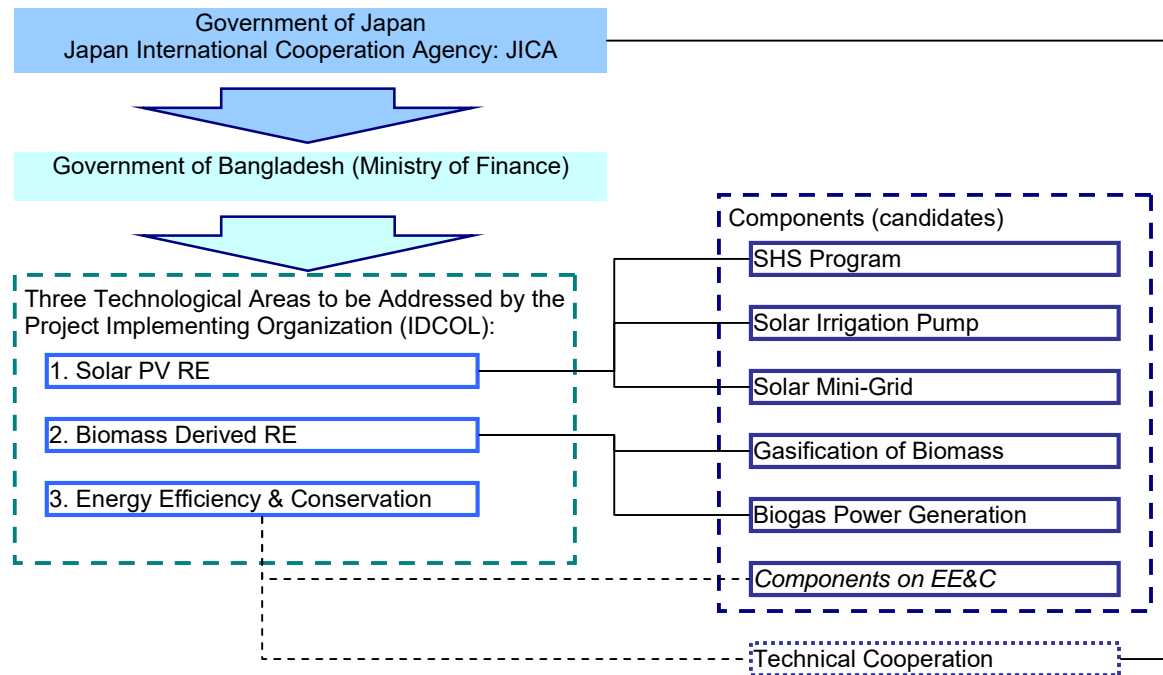 Government of Japan
Japan International Cooperation Agency: JICA
Government of Bangladesh (Ministry of Finance)
Three Technological Areas to be Addressed by the
Project Implementing Organization (IDCOL):
1. Solar PV RE
2. Biomass Derived RE
3. Energy Efficiency & Conservation
Components (candidates)
SHS Program
Solar Irrigation Pump
Solar Mini-Grid
Gasification of Biomass
Biogas Power Generation
Components on EE&C
Technical Cooperation